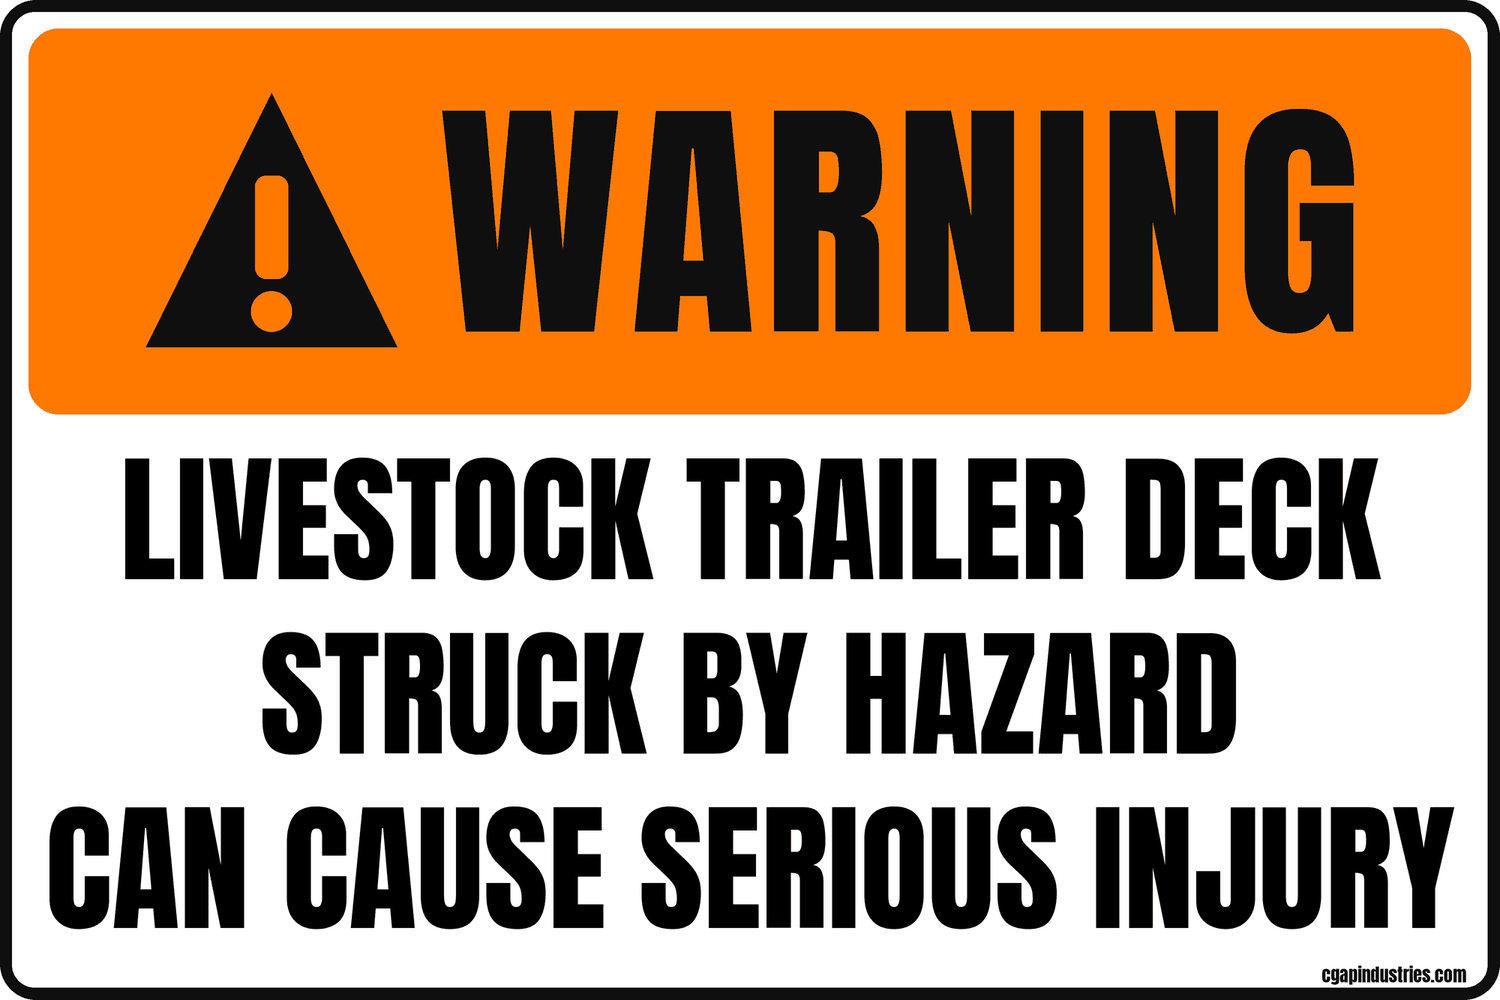 WARNING
LIVESTOCK TRAILER DECK
STRUCK BY HAZARD
CAN CAUSE SERIOUS INJURY
cgapindustries.com